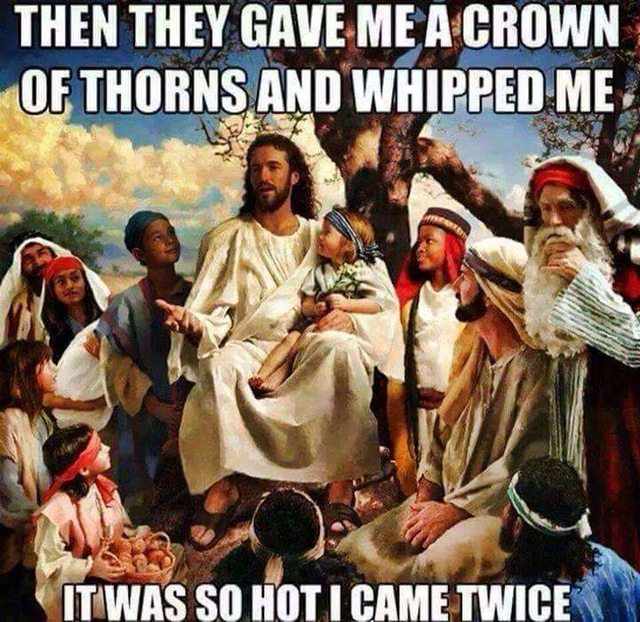 THEN THEY GAVE ME A CROWN
OF THORNS AND WHIPPED ME
IT WAS SO HOT I CAME TWICE